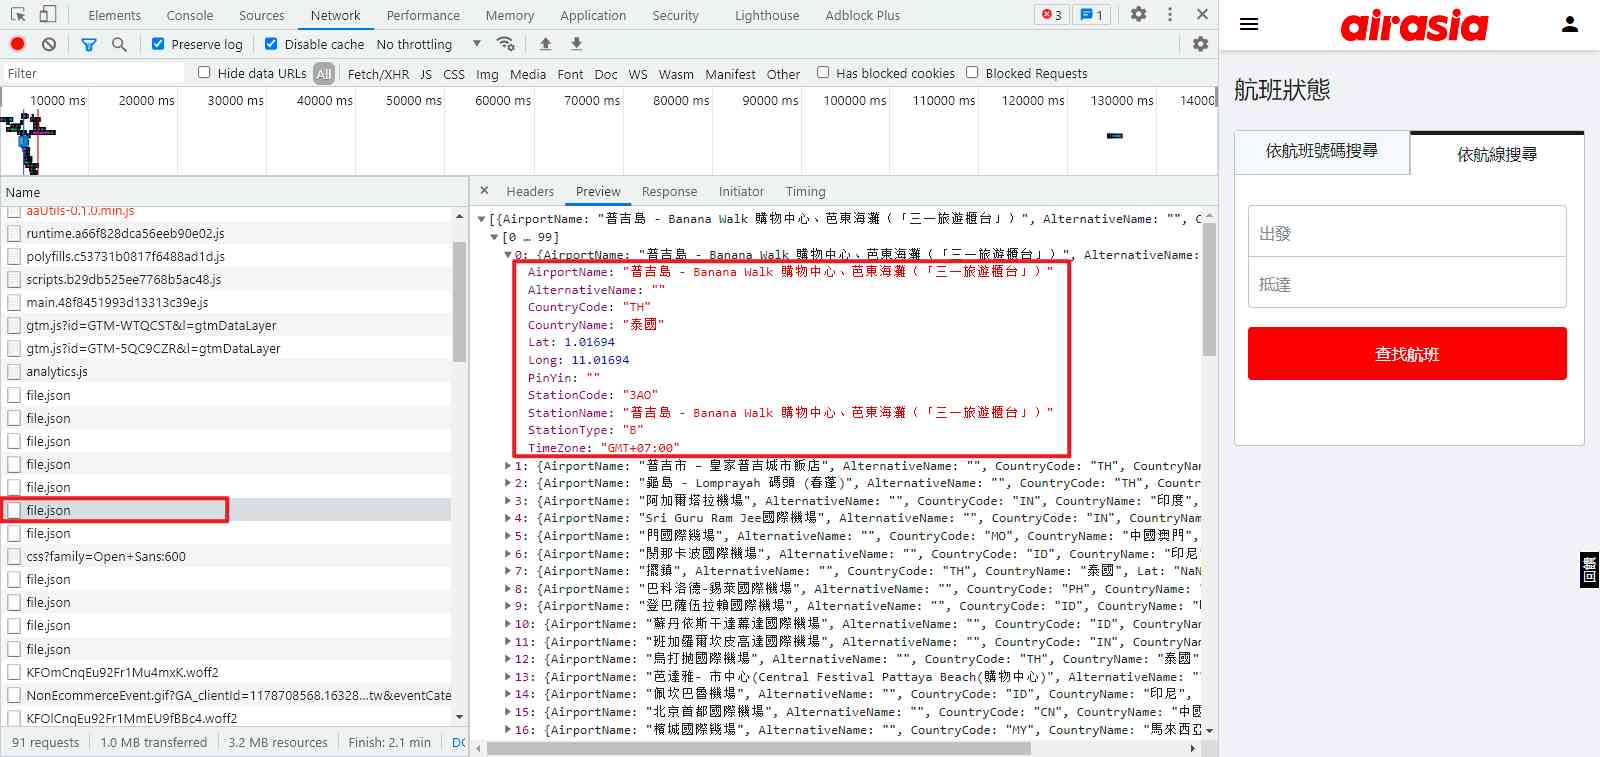 Elements Console Sources Network Performance Memory Application Security Lighthouse Adblock Plus 3 1
Preserve log Disable cache No throttling
Filter Hide data URLs All Fetch/XHR JS CSS Img Media Font Doc WS Wasm Manifest Other Has blocked cookies Blocked Requests
10000 ms 20000 ms 30000 ms 40000 ms 50000 ms 60000 ms 70000 ms 80000 ms 90000 ms 100000 ms 110000 ms 120000 ms 130000 ms 14000
Name
aaUtils-0.1.0.min.js
runtime.a66f828dca56eeb90e02.js
polyfills.c53731b0817f6488ad1d.js
scripts.b29db525ee7768b5ac48.js
main.48f8451993d13313c39e.js
gtm.js?id=GTM-WTQCST&l=gtmDataLayer
gtm.js?id=GTM-5QC9CZR&l=gtmDataLayer
analytics.js
file.json
file.json
file.json
file.json
file.json
file.json
file.json
css?family=Open+Sans:600
file.json
file.json
file.json
file.json
KFOmCnqEu92Fr1Mu4mxK.woff2
NonEcommerceEvent.gif?GA_clientId=1178708568.16328...tw&eventCate
KFOlCnqEu92Fr1MmEU9fBBc4.woff2
91 requests 1.0 MB transferred 3.2 MB resources Finish: 2.1 min DC
Headers Preview Response Initiator Timing
[{AirportName: "普吉島 - Banana Walk 購物中心、芭東海灘（「三一旅遊櫃台」）", AlternativeName: "", C
[0 … 99]
0: {AirportName: "普吉島 - Banana Walk 購物中心、芭東海灘（「三一旅遊櫃台」）", AlternativeName:
AirportName: "普吉島 - Banana Walk 購物中心、芭東海灘（「三一旅遊櫃台」）"
AlternativeName: ""
CountryCode: "TH"
CountryName: "泰國"
Lat: 1.01694
Long: 11.01694
PinYin: ""
StationCode: "3AO"
StationName: "普吉島 - Banana Walk 購物中心、芭東海灘（「三一旅遊櫃台」）"
StationType: "B"
TimeZone: "GMT+07:00"
1: {AirportName: "普吉市 – 皇家普吉城市飯店", AlternativeName: "", CountryCode: "TH", Country
2: {AirportName: "龜島 - Lomprayah 碼頭 (春蓬)", AlternativeName: "", CountryCode: "TH", Count
3: {AirportName: "阿加爾塔拉機場", AlternativeName: "", CountryCode: "IN", CountryName: "印度",
4: {AirportName: "Sri Guru Ram Jee國際機場", AlternativeName: "", CountryCode: "IN", Country
5: {AirportName: "門國際幾場", AlternativeName: "", CountryCode: "MO", CountryName: "中國澳門",
6: {AirportName: "閔那卡波國際機場", AlternativeName: "", CountryCode: "ID", CountryName: "印尼
7: {AirportName: "擺鎮", AlternativeName: "", CountryCode: "TH", CountryName: "泰國", Lat: "NaN
8: {AirportName: "巴科洛德-錫萊國際機場", AlternativeName: "", CountryCode: "PH", CountryName: "
9: {AirportName: "登巴薩伍拉賴國際機場", AlternativeName: "", CountryCode: "ID", CountryName:
10: {AirportName: "蘇丹依斯干達幕達國際機場", AlternativeName: "", CountryCode: "ID", CountryName
11: {AirportName: "班加羅爾坎皮高達國際機場", AlternativeName: "", CountryCode: "IN", CountryName
12: {AirportName: "烏打拋國際機場", AlternativeName: "", CountryCode: "TH", CountryName: "泰國"
13: {AirportName: "芭達雅- 市中心(Central Festival Pattaya Beach(購物中心)", AlternativeName: "
14: {AirportName: "佩坎巴魯機場", AlternativeName: "", CountryCode: "ID", CountryName: "印尼",
15: {AirportName: "北京首都國際機場", AlternativeName: "", CountryCode: "CN", CountryName: "中國
16: {AirportName: "檳城國際機場", AlternativeName: "", CountryCode: "MY", CountryName: "馬來西亞
airasia
航班狀態
依航班號碼搜尋 依航線搜尋
出發
抵達
查找航班
回饋